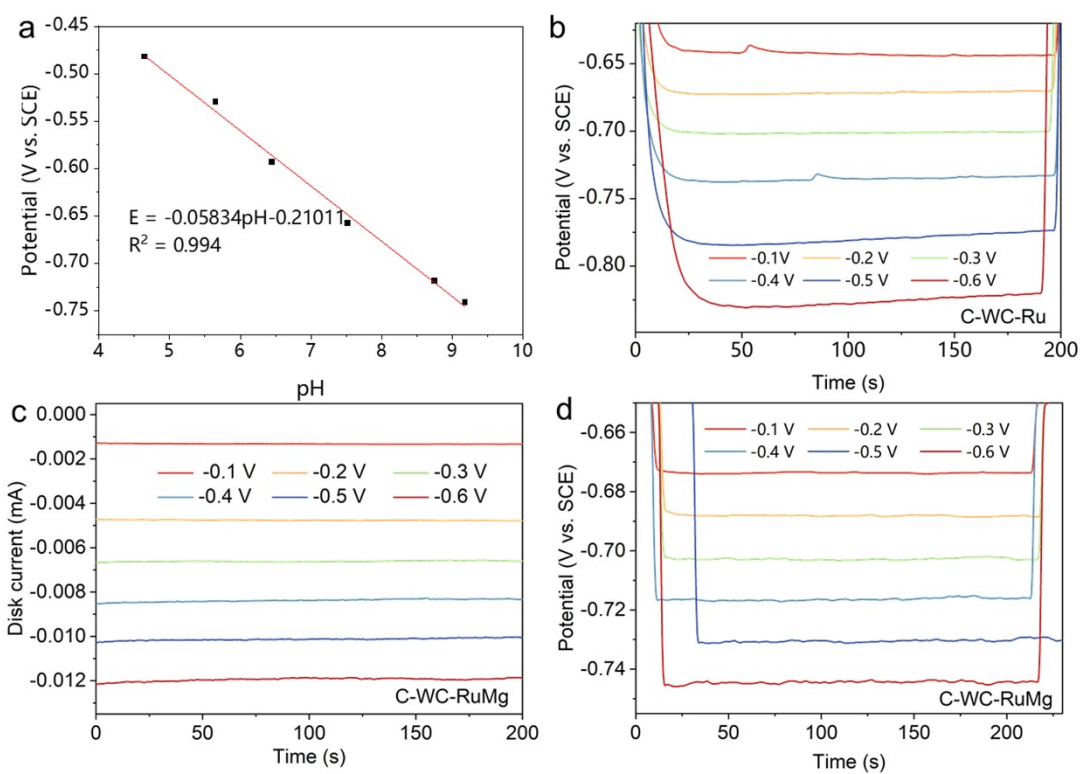 a
-0.45
-0.50
-0.55
-0.60
-0.65
-0.70
-0.75
Potential (V vs. SCE)
E = -0.05834pH-0.21011
R² = 0.994
4 5 6 7 8 9 10
pH
b
-0.65
-0.70
-0.75
-0.80
Potential (V vs. SCE)
-0.1V -0.2 V -0.3 V
-0.4 V -0.5 V -0.6 V
C-WC-Ru
0 50 100 150 200
Time (s)
c
0.000
-0.002
-0.004
-0.006
-0.008
-0.010
-0.012
Disk current (mA)
-0.1 V -0.2 V -0.3 V
-0.4 V -0.5 V -0.6 V
C-WC-RuMg
0 50 100 150 200
Time (s)
d
-0.66
-0.68
-0.70
-0.72
-0.74
Potential (V vs. SCE)
-0.1 V -0.2 V -0.3 V
-0.4 V -0.5 V -0.6 V
C-WC-RuMg
0 50 100 150 200
Time (s)